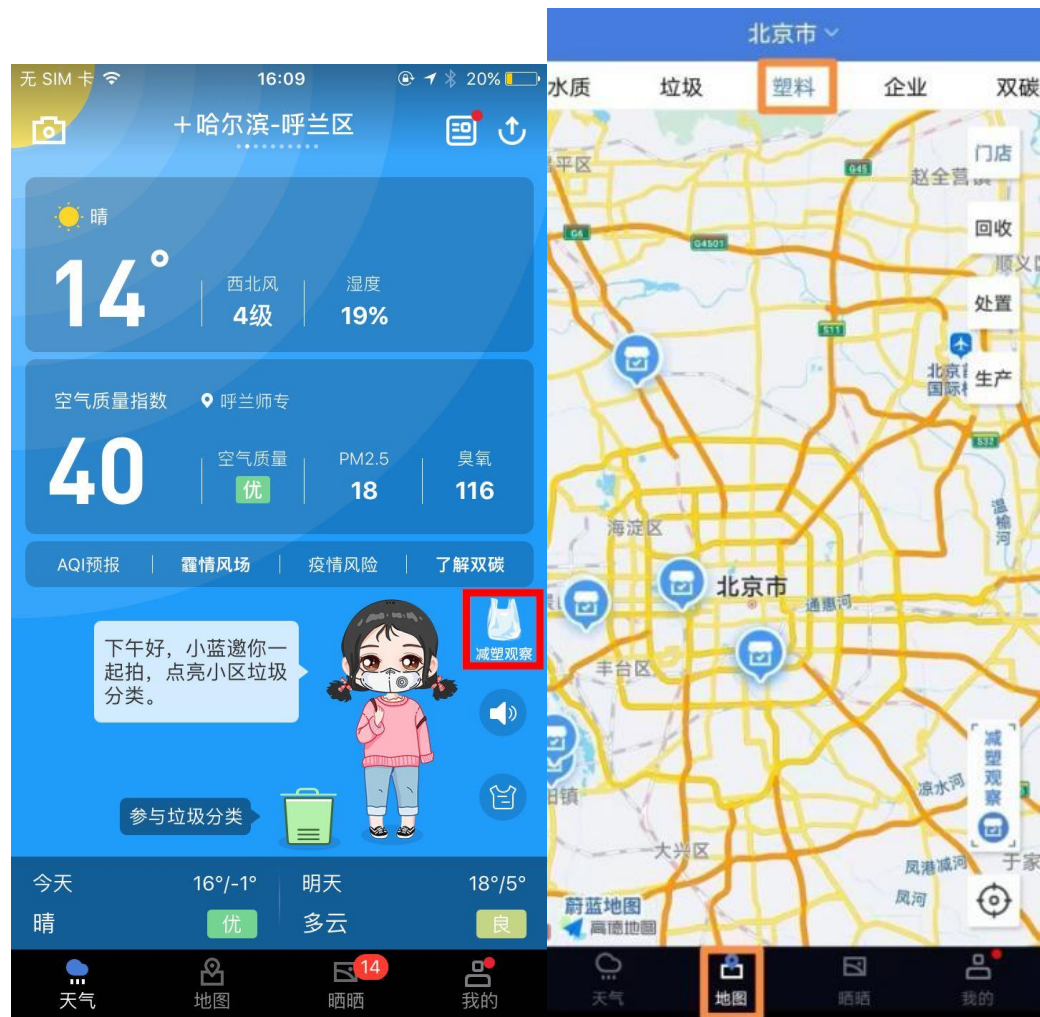 无 SIM 卡
16:09
20%
+哈尔滨-呼兰区
晴
14°
西北风
4级
湿度
19%
空气质量指数
呼兰师专
40
空气质量
优
PM2.5
18
臭氧
116
AQI预报
霾情风场
疫情风险
了解双碳
减塑观察
下午好，小蓝邀你一
起拍，点亮小区垃圾
分类。
参与垃圾分类
今天
16°/-1°
明天
18°/5°
晴
优
多云
良
天气
地图
14
晒晒
我的
北京市
水质
垃圾
塑料
企业
双碳
门店
回收
处置
生产
平区
G45
赵全营
G6
G4501
顺义区
S11
北京首
国际机
S32
温
榆
河
海淀区
北京市
通惠河
丰台区
减
塑
观
察
凉水河
大兴区
凤港减河
于家
凤河
蔚蓝地图
高德地圖
天气
地图
晒晒
我的